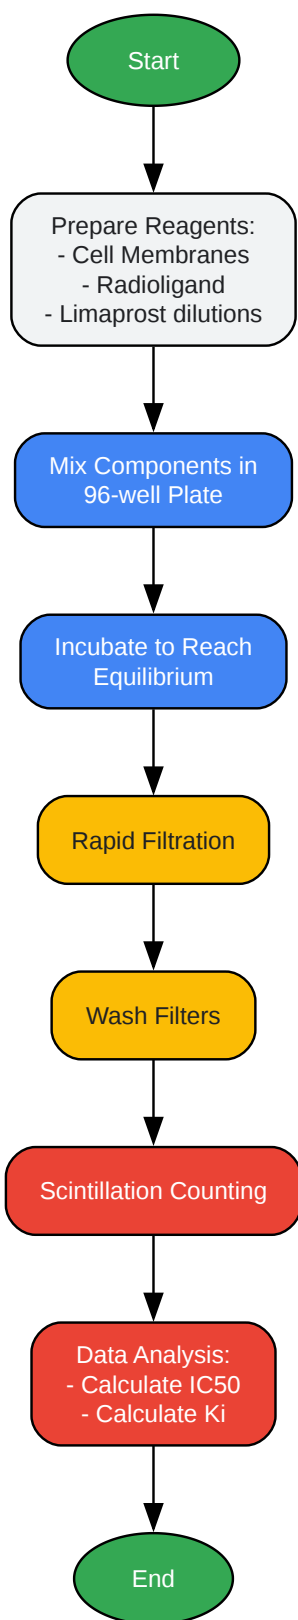 Start
Prepare Reagents:
- Cell Membranes
- Radioligand
- Limaprost dilutions
Mix Components in
96-well Plate
Incubate to Reach
Equilibrium
Rapid Filtration
Wash Filters
Scintillation Counting
Data Analysis:
- Calculate IC50
- Calculate Ki
End